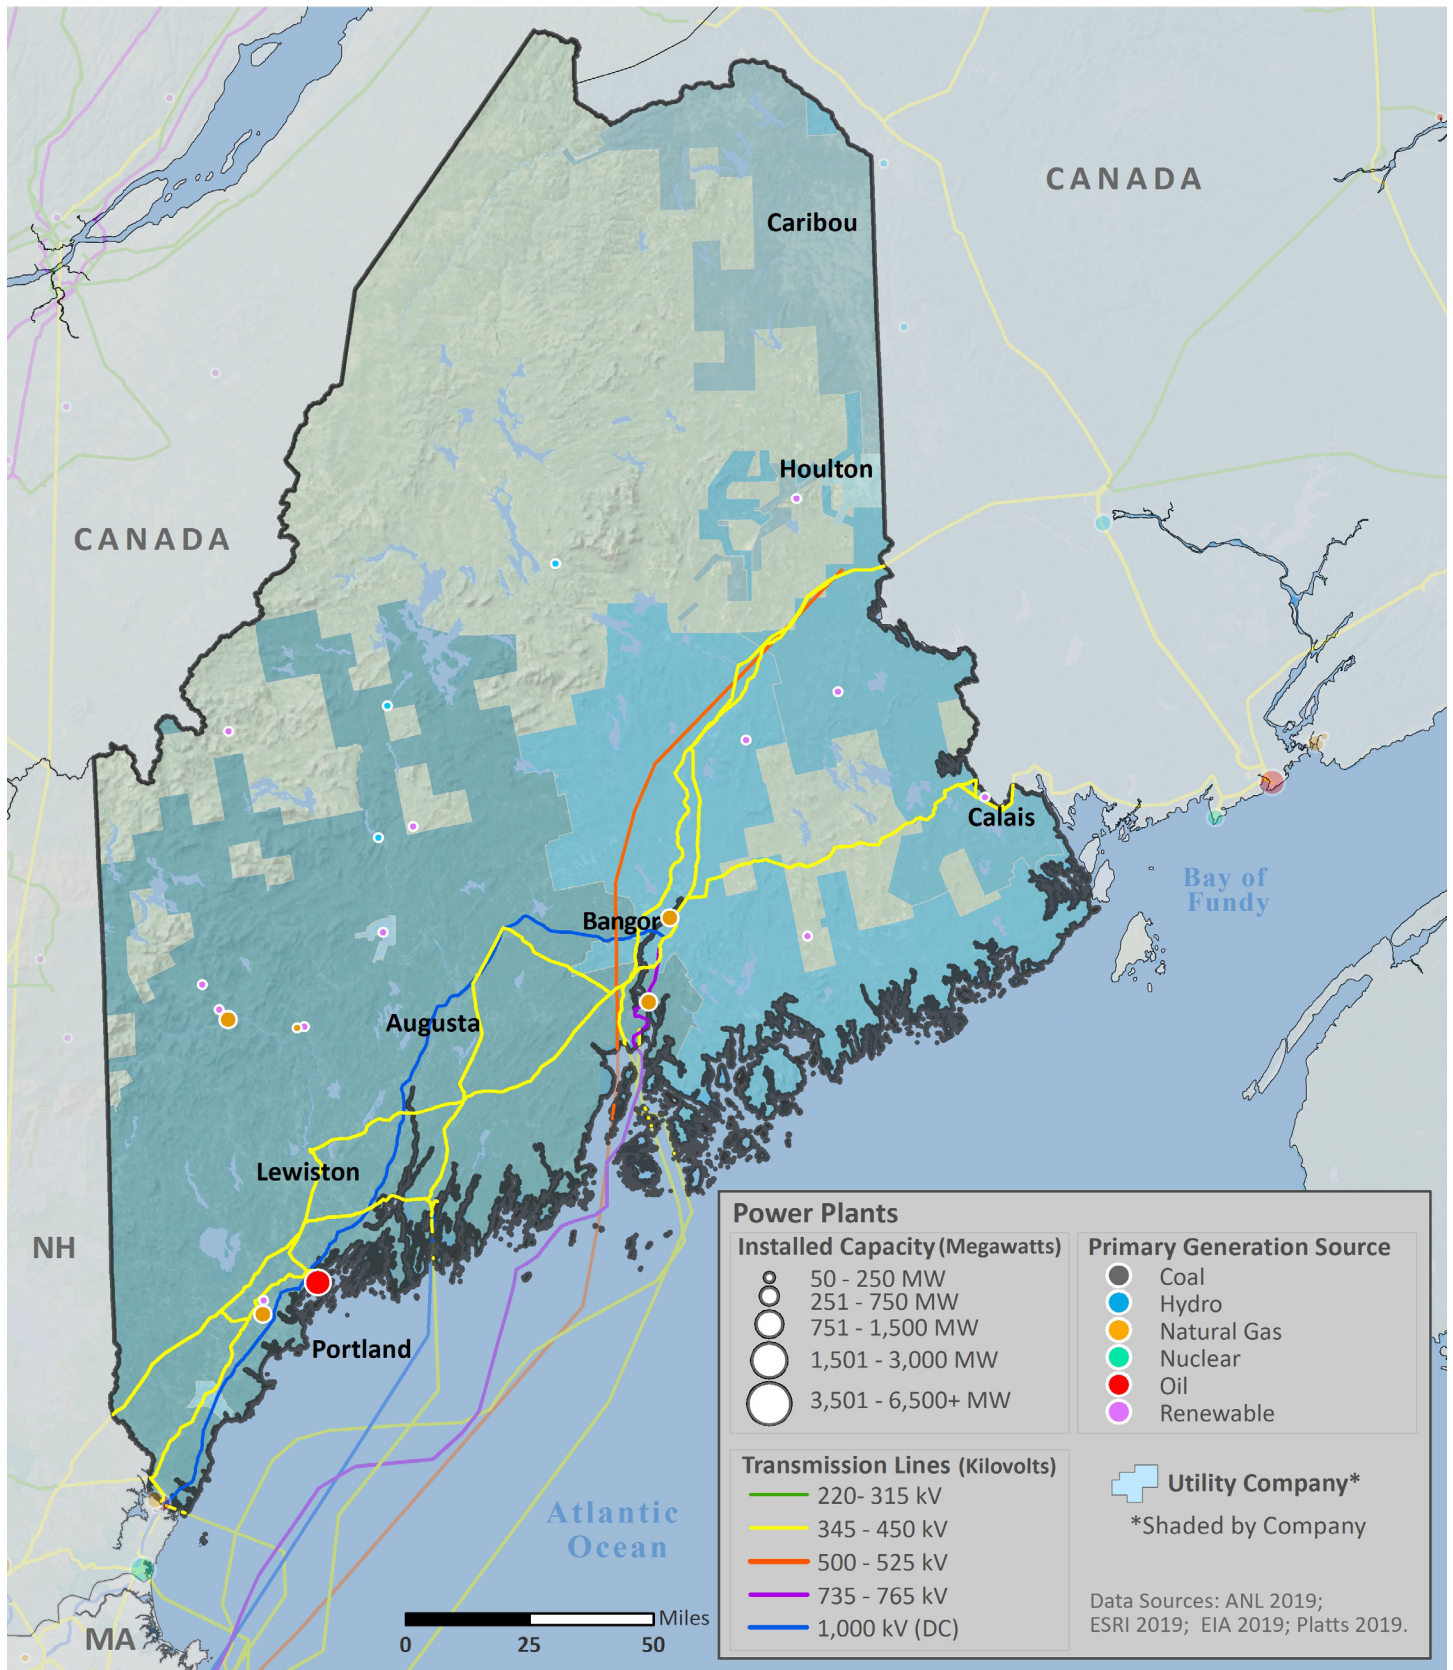 CANADA
Caribou
Houlton
CANADA
Calais
Bay of
Fundy
Bangor
Augusta
Lewiston
NH
Portland
Atlantic
Ocean
MA
0 25 50 Miles
Power Plants
Installed Capacity (Megawatts)
50 - 250 MW
251 - 750 MW
751 - 1,500 MW
1,501 - 3,000 MW
3,501 - 6,500+ MW
Primary Generation Source
Coal
Hydro
Natural Gas
Nuclear
Oil
Renewable
Transmission Lines (Kilovolts)
220- 315 kV
345 - 450 kV
500 - 525 kV
735 - 765 kV
1,000 kV (DC)
Utility Company*
*Shaded by Company
Data Sources: ANL 2019;
ESRI 2019; EIA 2019; Platts 2019.